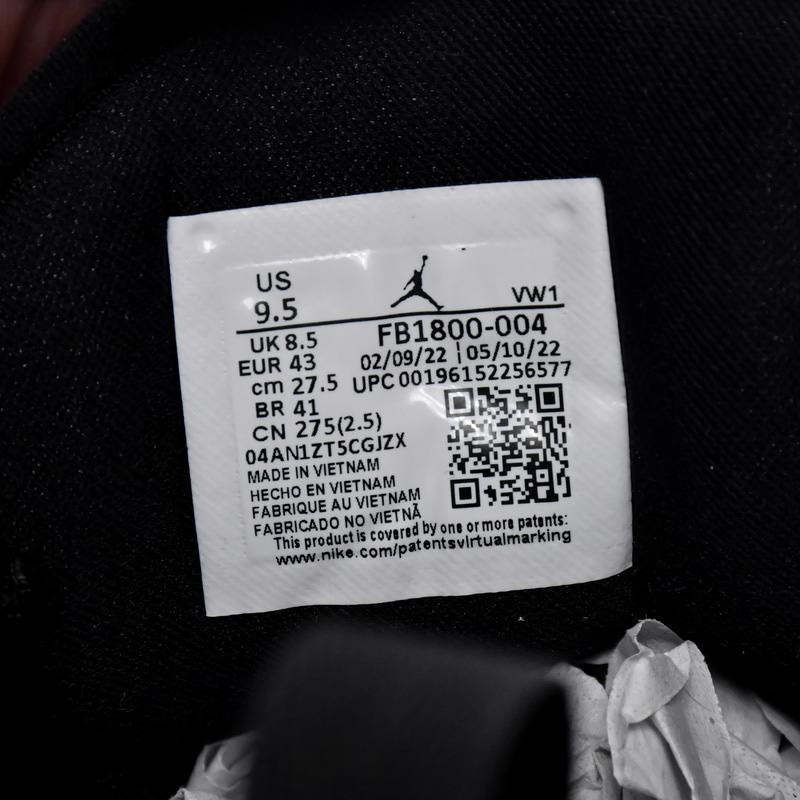 US
9.5
VW1
UK 8.5
FB1800-004
EUR 43
02/09/22 | 05/10/22
cm 27.5
UPC 00196152256577
BR 41
CN 275(2.5)
04AN1ZT5CGJZX
MADE IN VIETNAM
HECHO EN VIETNAM
FABRIQUE AU VIETNAM
FABRICADO NO VIETNÃ
This product is covered by one or more patents:
www.nike.com/patentsvirtualmarking